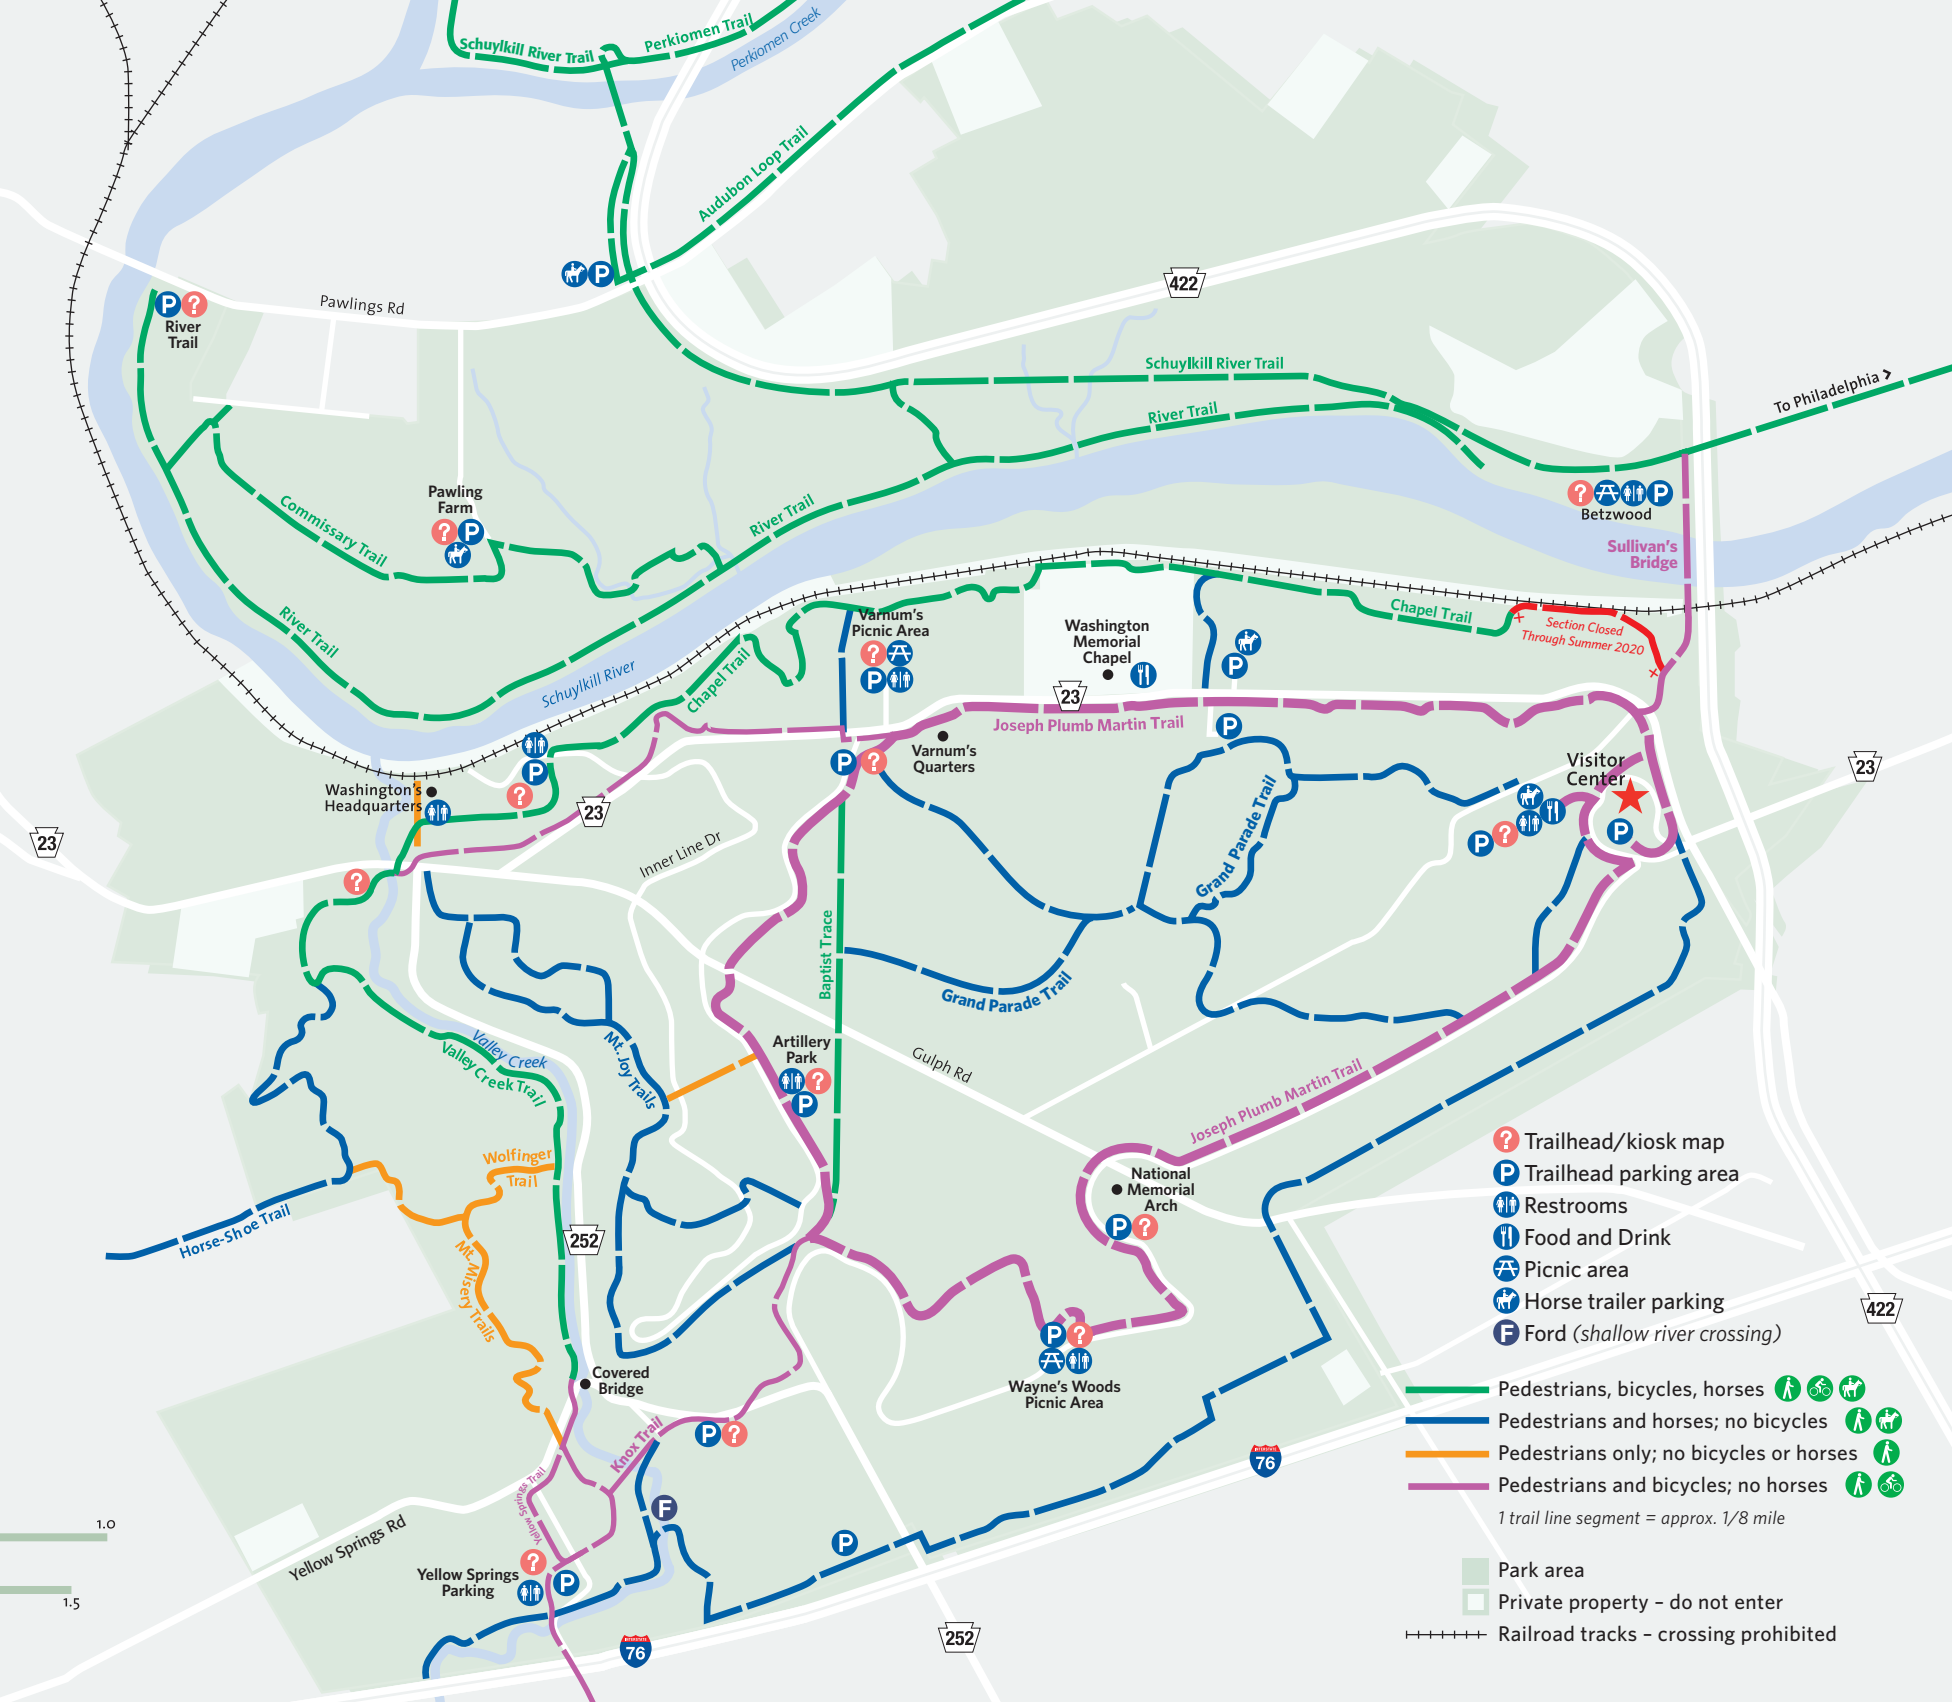 Schuylkill River Trail
Perkiomen Trail
Perkiomen Creek
Audubon Loop Trail
422
P
P ?
River
Trail
Pawlings Rd
Schuylkill River Trail
River Trail
To Philadelphia
Pawling
Farm
? P
Commissary Trail
River Trail
? P
Betzwood
Sullivan's
Bridge
River Trail
Schuylkill River
Chapel Trail
Varnum's
Picnic Area
?
P
Washington
Memorial
Chapel
P
Chapel Trail
Section Closed
Through Summer 2020
23
Joseph Plumb Martin Trail
P
P ?
Varnum's
Quarters
Visitor
Center
P
P ?
23
P
?
Washington's
Headquarters
23
23
?
Inner Line Dr
Grand Parade Trail
Baptist Trace
Grand Parade Trail
Valley Creek
Valley Creek Trail
Mt. Joy Trails
Artillery
Park
?
P
Gulph Rd
Joseph Plumb Martin Trail
Wolfinger
Trail
National
Memorial
Arch
P ?
Horse-Shoe Trail
252
Mt. Misery Trails
P ?
Wayne's Woods
Picnic Area
Covered
Bridge
Knox Trail
P ?
Yellow Springs Trail
F
P
76
Yellow Springs Rd
Yellow Springs
Parking
?
P
76
252
422
1.0
1.5
? Trailhead/kiosk map
P Trailhead parking area
Restrooms
Food and Drink
Picnic area
Horse trailer parking
F Ford (shallow river crossing)
Pedestrians, bicycles, horses
Pedestrians and horses; no bicycles
Pedestrians only; no bicycles or horses
Pedestrians and bicycles; no horses
1 trail line segment = approx. 1/8 mile
Park area
Private property – do not enter
Railroad tracks – crossing prohibited